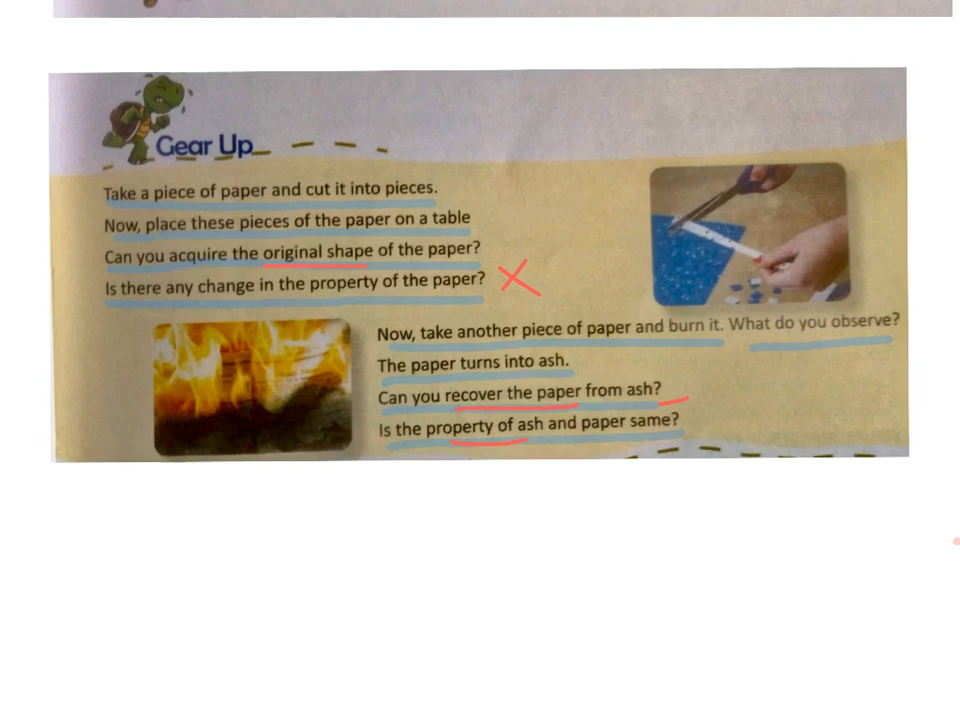 Gear Up
Take a piece of paper and cut it into pieces.
Now, place these pieces of the paper on a table
Can you acquire the original shape of the paper?
Is there any change in the property of the paper?
Now, take another piece of paper and burn it. What do you observe?
The paper turns into ash.
Can you recover the paper from ash?
Is the property of ash and paper same?